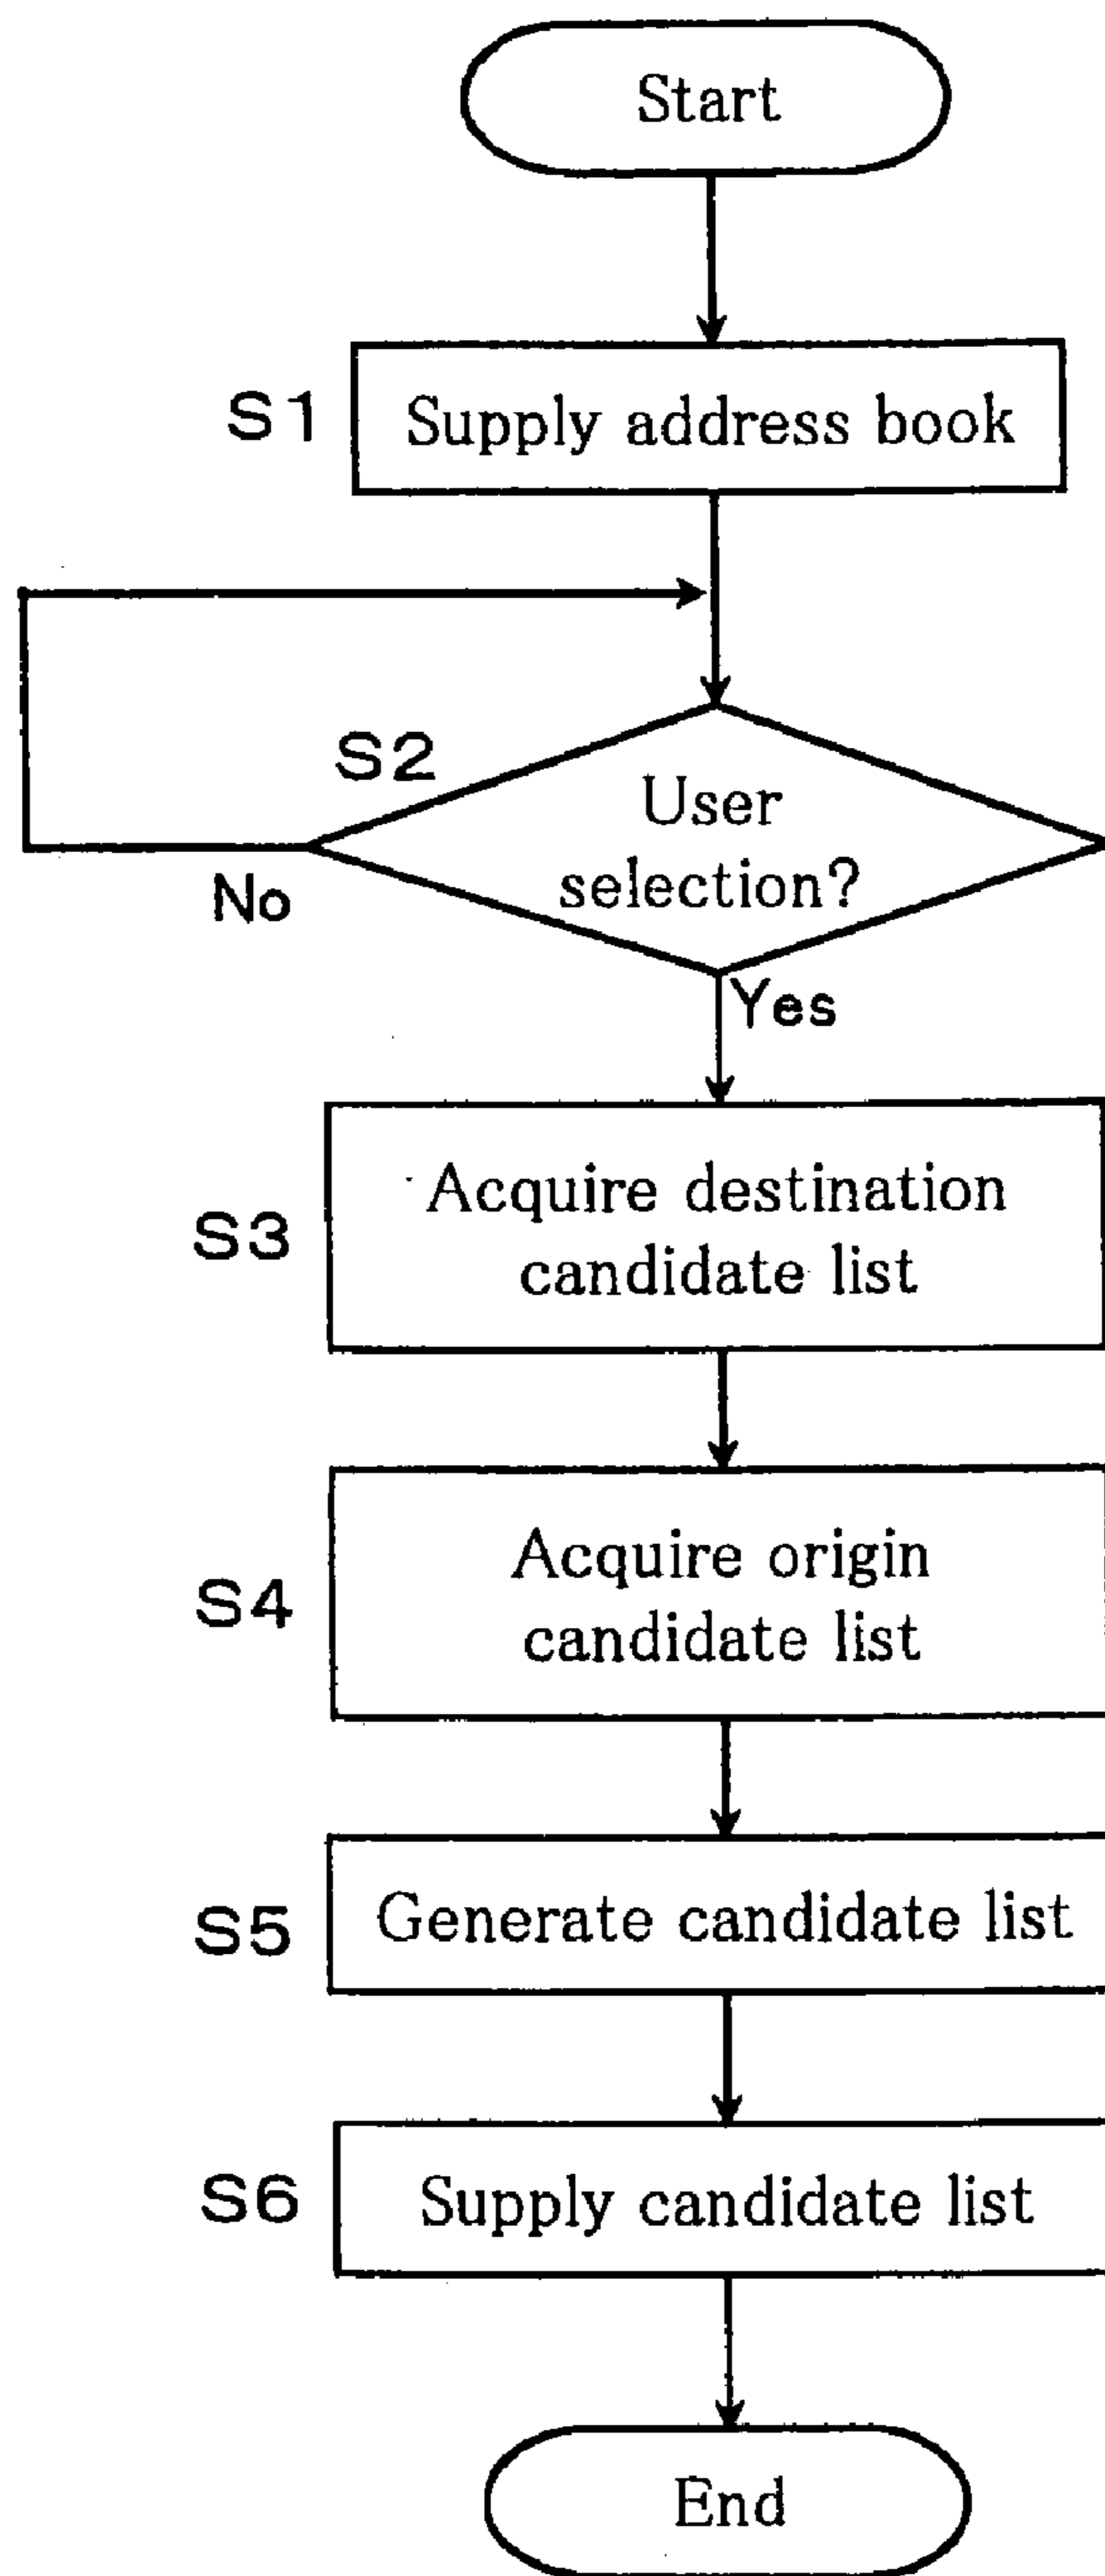 Start
S1
Supply address book
S2
User
selection?
No
Yes
S3
Acquire destination
candidate list
S4
Acquire origin
candidate list
S5
Generate candidate list
S6
Supply candidate list
End